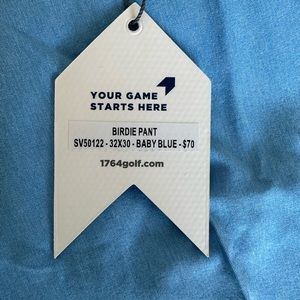 YOUR GAME
STARTS HERE
BIRDIE PANT
SV50122 - 32X30 - BABY BLUE - $70
1764golf.com